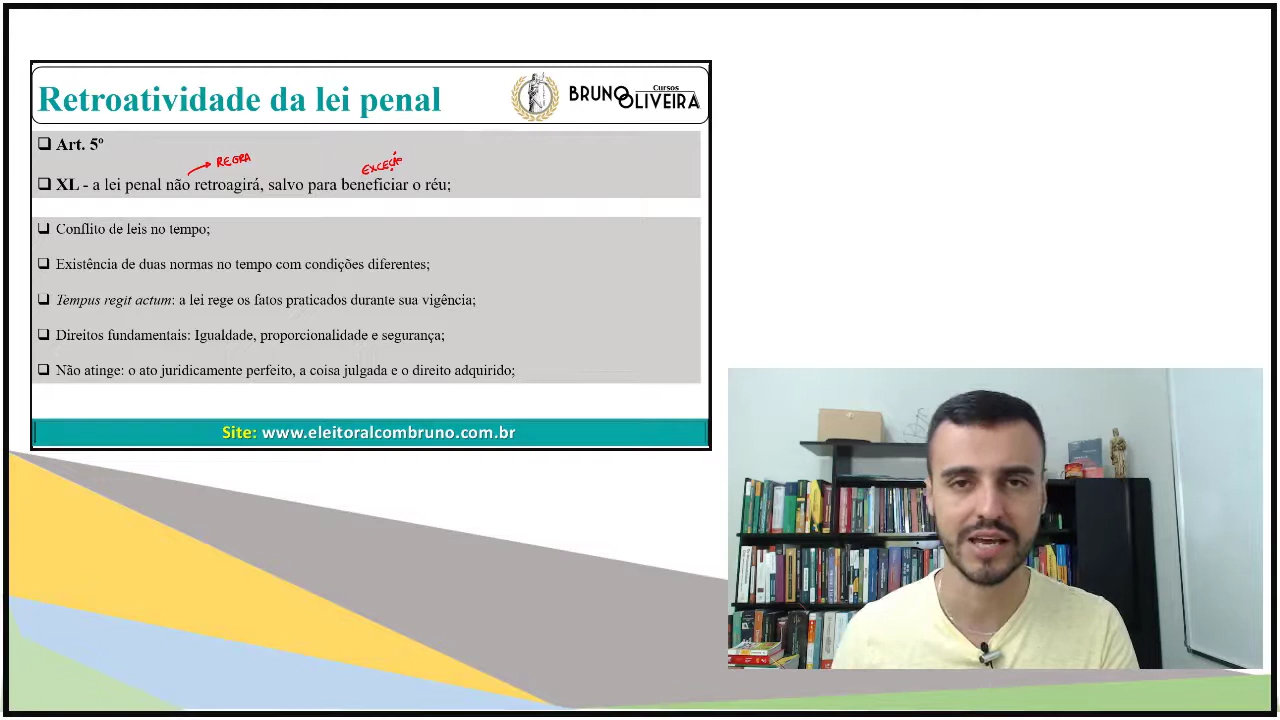 Retroatividade da lei penal
Cursos
BRUNO
OLIVEIRA
❑ Art. 5º
REGRA
EXCEÇÃO
❑ XL - a lei penal não retroagirá, salvo para beneficiar o réu;
❑ Conflito de leis no tempo;
❑ Existência de duas normas no tempo com condições diferentes;
❑ Tempus regit actum: a lei rege os fatos praticados durante sua vigência;
❑ Direitos fundamentais: Igualdade, proporcionalidade e segurança;
❑ Não atinge: o ato juridicamente perfeito, a coisa julgada e o direito adquirido;
Site: www.eleitoralcombruno.com.br